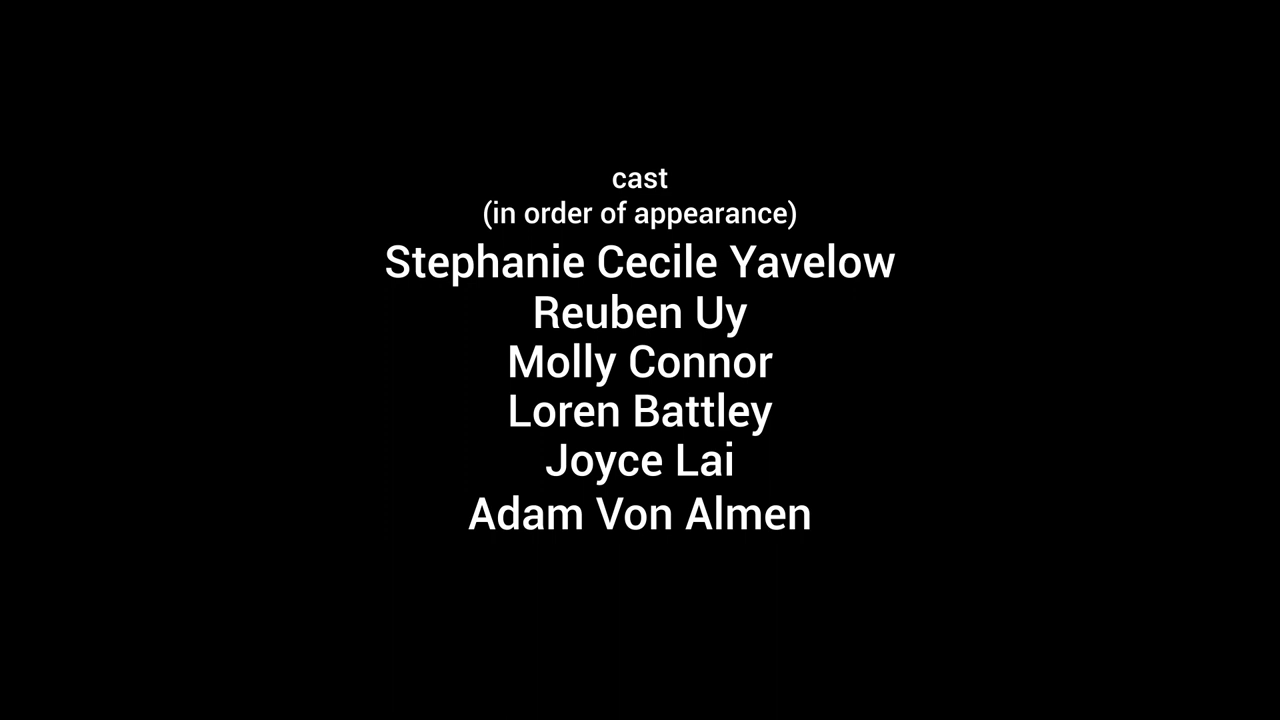 cast
(in order of appearance)
Stephanie Cecile Yavelow
Reuben Uy
Molly Connor
Loren Battley
Joyce Lai
Adam Von Almen